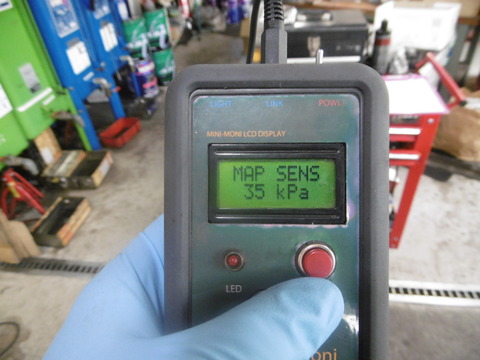 LIGHT LINK POWER
MINI-MONI LCD DISPLAY
MAP SENS
35 kPa
LED